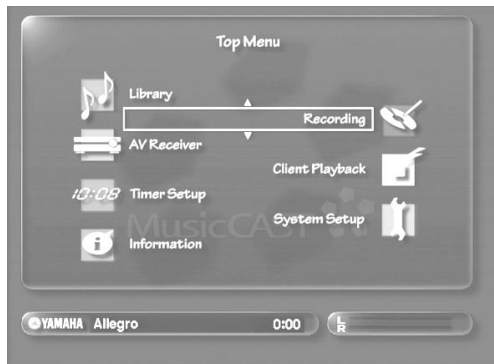 Top Menu
Library
Recording
AV Receiver
Client Playback
10:08 Timer Setup
System Setup
MusicCAST
i Information
YAMAHA Allegro 0:00 L
R